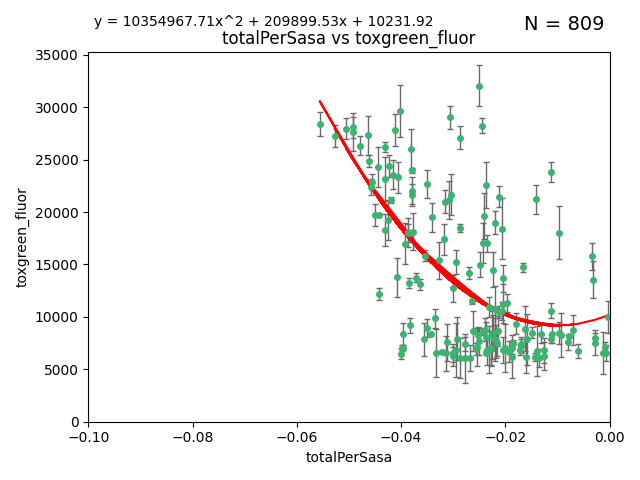 y = 10354967.71x^2 + 209899.53x + 10231.92
N = 809
totalPerSasa vs toxgreen_fluor
35000
30000
25000
20000
15000
10000
5000
0
toxgreen_fluor
−0.10 −0.08 −0.06 −0.04 −0.02 0.00
totalPerSasa